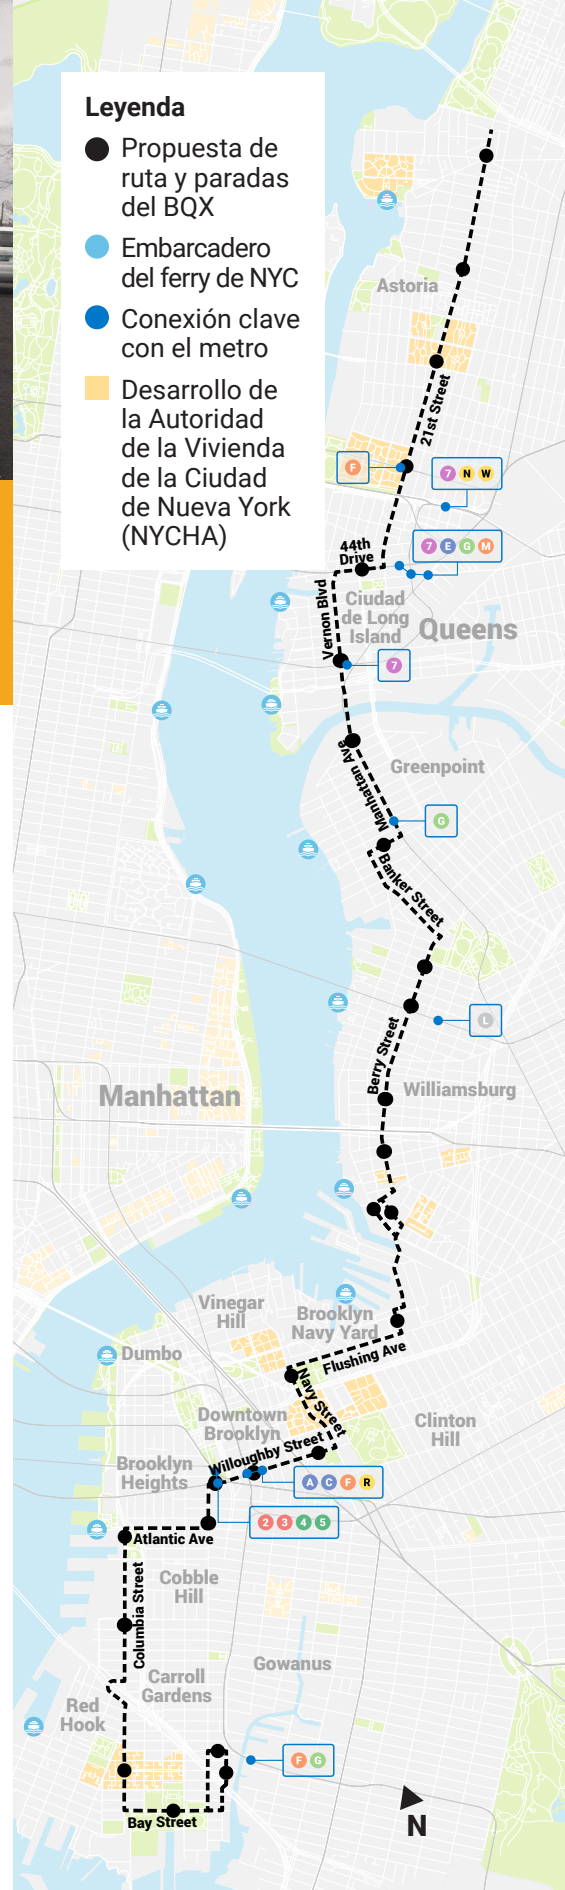 Leyenda
Propuesta de
ruta y paradas
del BQX
Embarcadero
del ferry de NYC
Conexión clave
con el metro
Desarrollo de
la Autoridad
de la Vivienda
de la Ciudad
de Nueva York
(NYCHA)
Astoria
21st Street
F
7 N W
7 E G M
44th
Drive
Vernon Blvd
Ciudad
de Long
Island
Queens
7
Manhattan Ave
Greenpoint
G
Banker Street
L
Berry Street
Manhattan
Williamsburg
Vinegar
Hill
Brooklyn
Navy Yard
Dumbo
Flushing Ave
Navy Street
Downtown
Brooklyn
Clinton
Hill
Willoughby Street
Brooklyn
Heights
A C F R
2 3 4 5
Atlantic Ave
Columbia Street
Cobble
Hill
Gowanus
Carroll
Gardens
Red
Hook
F G
Bay Street
N